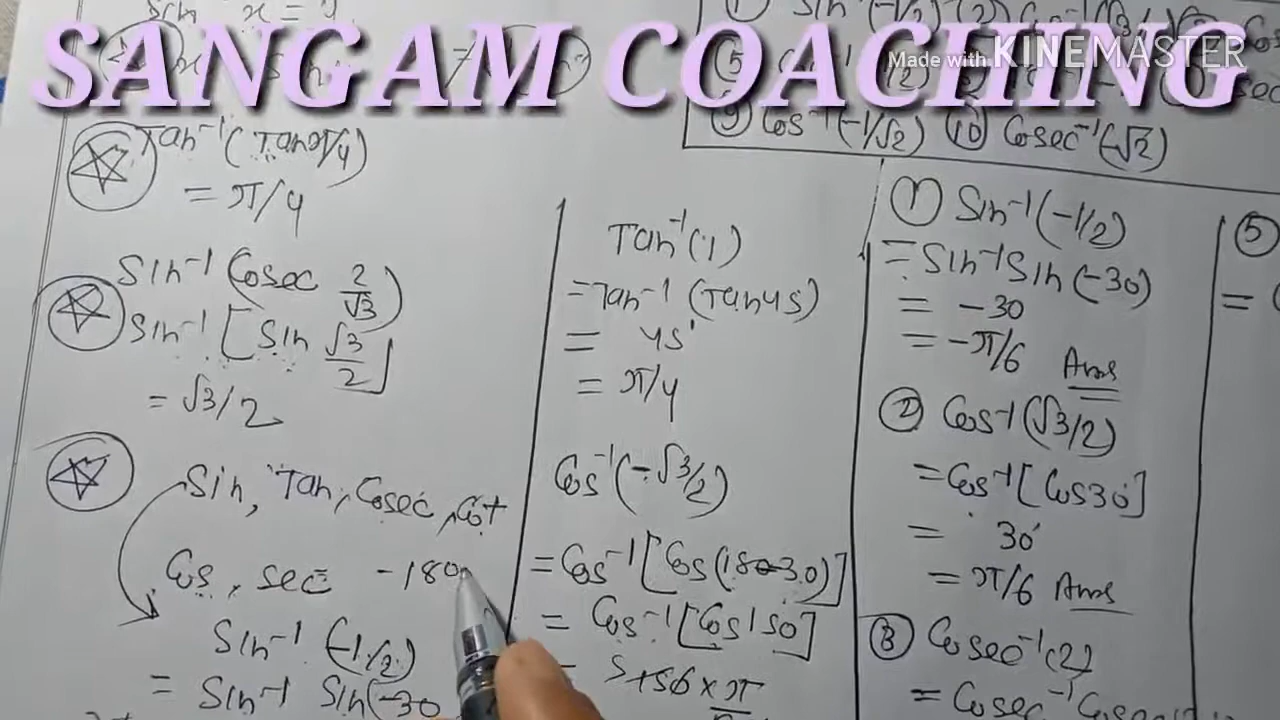 SANGAM COACHING
Made with KINEMASTER
⑨ Cos⁻¹(-1/√2) ⑩ Cosec⁻¹(-√2)
Tan⁻¹(Tan π/4)
= π/4
Sin⁻¹(Cosec 2/√3)
Sin⁻¹[Sin √3/2]
= √3/2
Sin, Tan, Cosec, Cot
Cos, sec -180
Sin⁻¹(-1/2)
= Sin⁻¹ Sin(-30
Tan⁻¹(1)
= Tan⁻¹(Tan45)
= 45°
= π/4
Cos⁻¹(-√3/2)
= Cos⁻¹[Cos(180-30)]
= Cos⁻¹[Cos150]
① Sin⁻¹(-1/2)
= Sin⁻¹Sin(-30)
= -30
= -π/6 Ans
② Cos⁻¹(√3/2)
= Cos⁻¹[Cos30°]
= 30°
= π/6 Ans
③ Cosec⁻¹(2)
= Cosec⁻¹Cosec
⑤
=